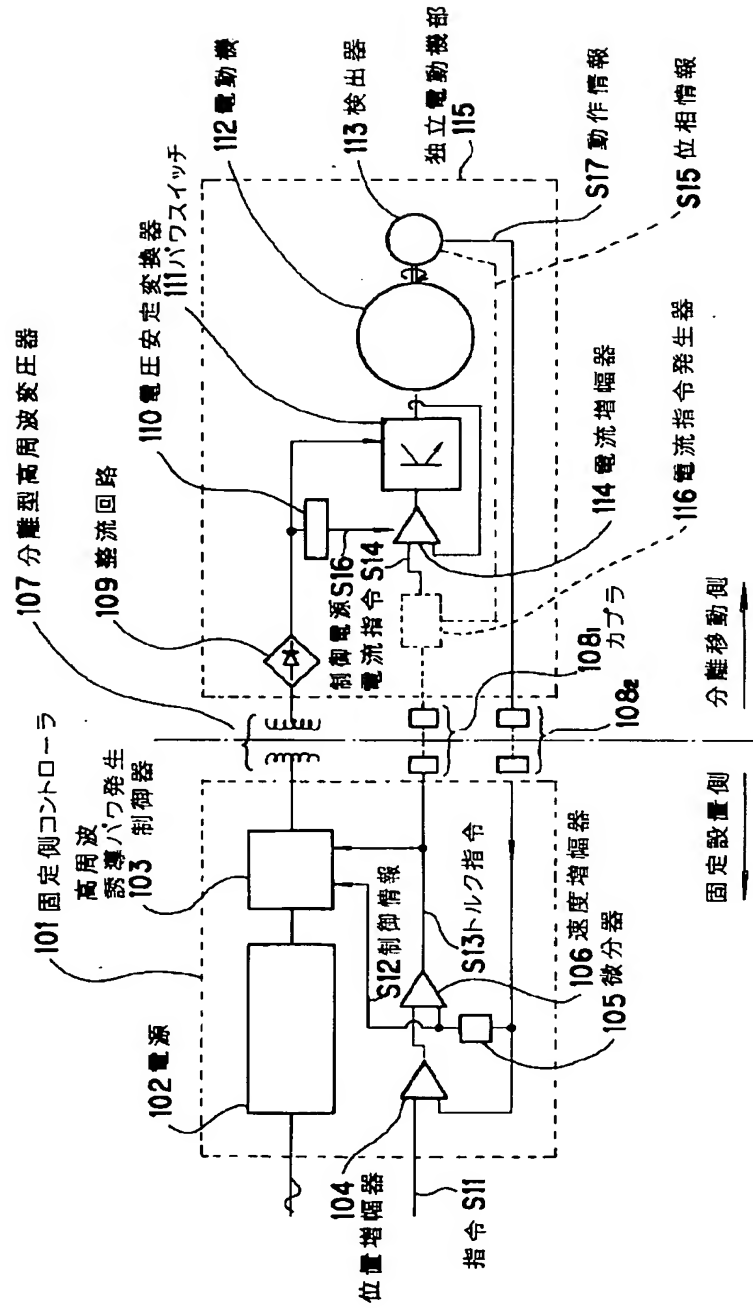 107 分離型高周波変圧器
109 整流回路
110 電圧安定変換器
111 パワスイッチ
112 電動機
113 検出器
独立電動機部
115
S17 動作情報
S15 位相情報
制御電源 S16
電流指令 S14
114 電流増幅器
116 電流指令発生器
108₁
カプラ
108₂
分離移動側
固定設置側
101 固定側コントローラ
高周波
誘導パワ発生
103 制御器
102 電源
S12 制御情報
S13 トルク指令
106 速度増幅器
105 微分器
104
位置増幅器
指令 S11